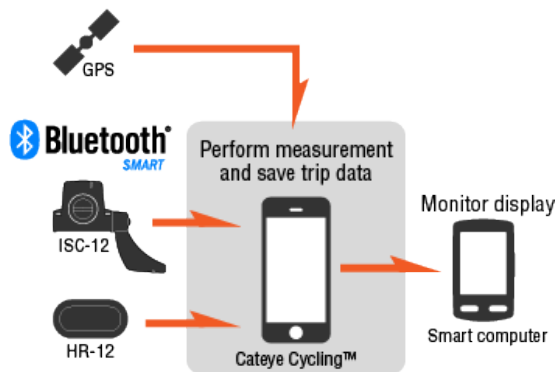 GPS
Bluetooth®
SMART
Perform measurement
and save trip data
ISC-12
HR-12
Cateye Cycling™
Monitor display
Smart computer